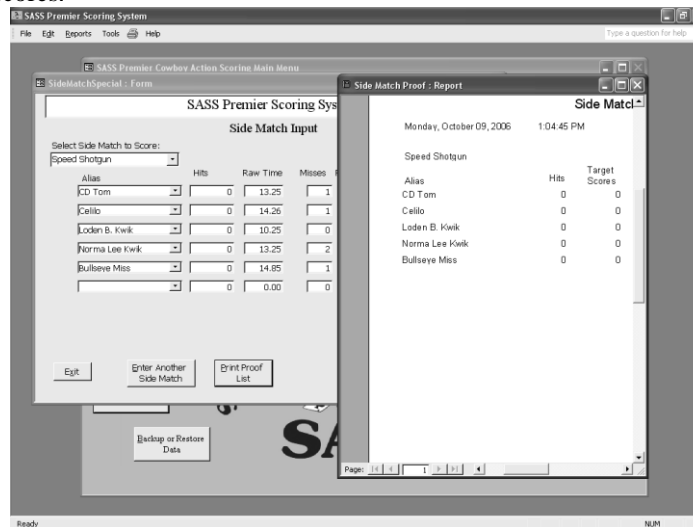 scores.
SASS Premier Scoring System
File Edit Reports Tools Help
Type a question for help
SASS Premier Cowboy Action Scoring Main Menu
SideMatchSpecial : Form
SASS Premier Scoring Sys
Side Match Input
Select Side Match to Score:
Speed Shotgun
Alias Hits Raw Time Misses
CD Tom 0 13.25 1
Celilo 0 14.26 1
Loden B. Kwik 0 10.25 0
Norma Lee Kwik 0 13.25 2
Bullseye Miss 0 14.85 1
0 0.00 0
Exit
Enter Another
Side Match
Print Proof
List
Backup or Restore
Data
Side Match Proof : Report
Side Matcl
Monday, October 09, 2006 1:04:45 PM
Speed Shotgun
Alias Hits Target
Scores
CD Tom 0 0
Celilo 0 0
Loden B. Kwik 0 0
Norma Lee Kwik 0 0
Bullseye Miss 0 0
Page: 1
Ready
NUM